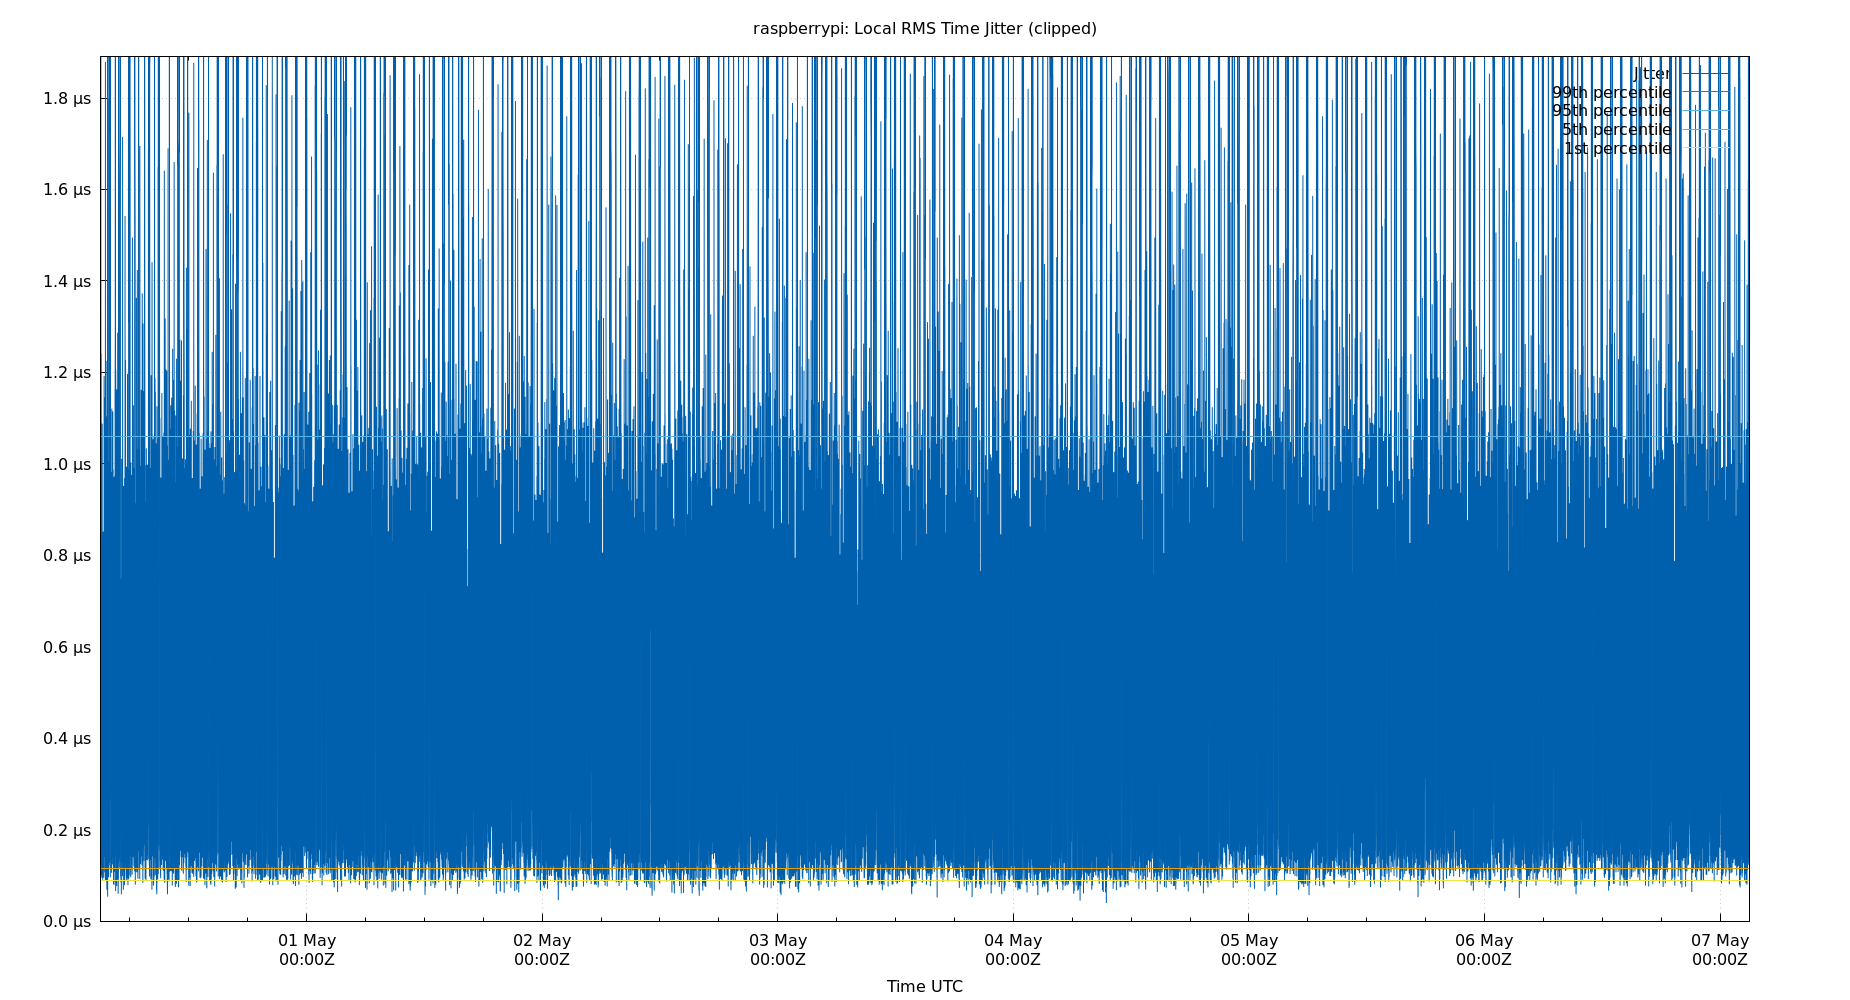 raspberrypi: Local RMS Time Jitter (clipped)
Jitter
99th percentile
95th percentile
5th percentile
1st percentile
1.8 µs
1.6 µs
1.4 µs
1.2 µs
1.0 µs
0.8 µs
0.6 µs
0.4 µs
0.2 µs
0.0 µs
01 May 02 May 03 May 04 May 05 May 06 May 07 May
00:00Z 00:00Z 00:00Z 00:00Z 00:00Z 00:00Z 00:00Z
Time UTC